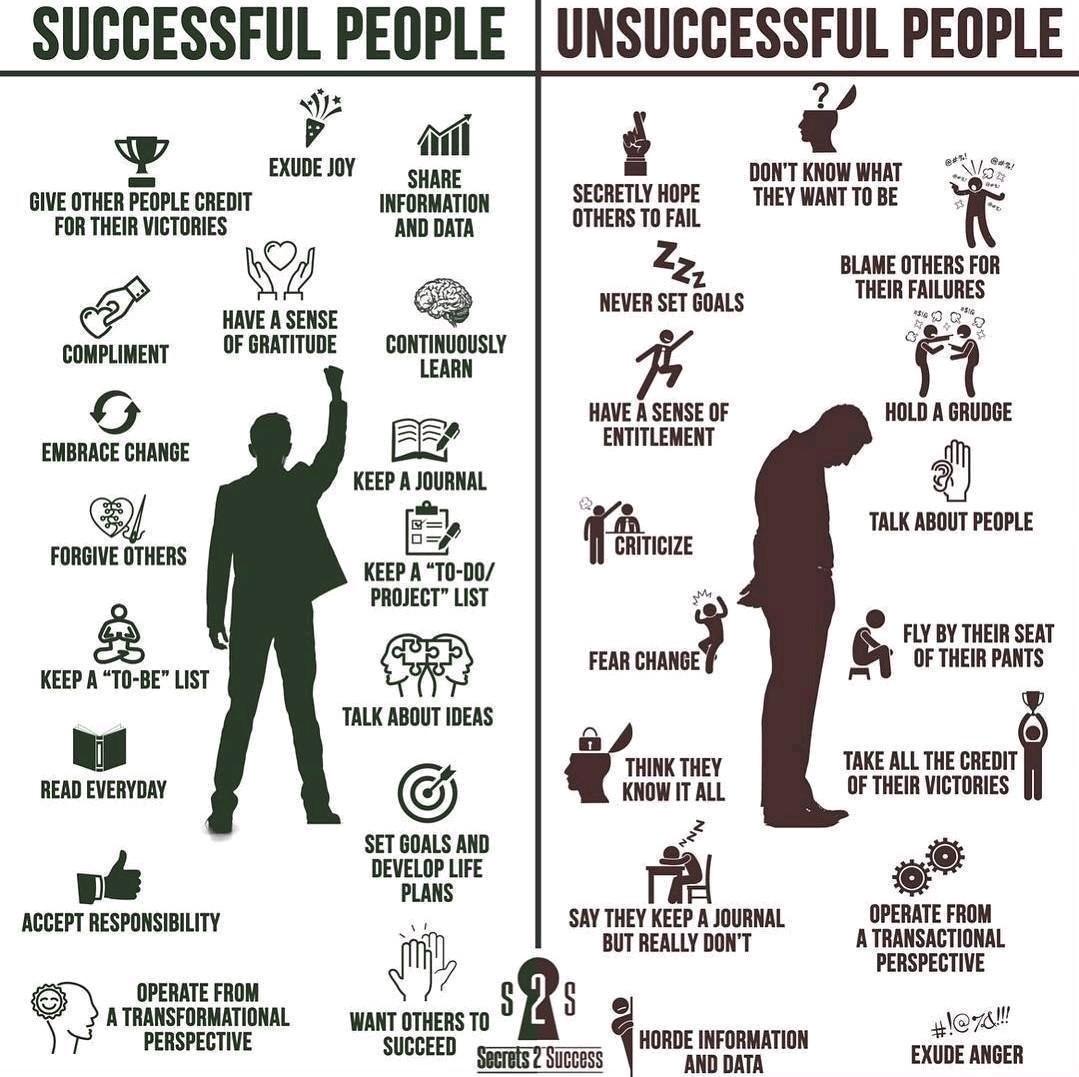 SUCCESSFUL PEOPLE
EXUDE JOY
GIVE OTHER PEOPLE CREDIT
FOR THEIR VICTORIES
SHARE
INFORMATION
AND DATA
HAVE A SENSE
OF GRATITUDE
COMPLIMENT
CONTINUOUSLY
LEARN
EMBRACE CHANGE
KEEP A JOURNAL
FORGIVE OTHERS
KEEP A “TO-DO/
PROJECT” LIST
KEEP A “TO-BE” LIST
TALK ABOUT IDEAS
READ EVERYDAY
SET GOALS AND
DEVELOP LIFE
PLANS
ACCEPT RESPONSIBILITY
OPERATE FROM
A TRANSFORMATIONAL
PERSPECTIVE
WANT OTHERS TO
SUCCEED
UNSUCCESSFUL PEOPLE
?
SECRETLY HOPE
OTHERS TO FAIL
DON'T KNOW WHAT
THEY WANT TO BE
@#%! @#%!
BLAME OTHERS FOR
THEIR FAILURES
ZZZ
NEVER SET GOALS
HAVE A SENSE OF
ENTITLEMENT
HOLD A GRUDGE
TALK ABOUT PEOPLE
CRITICIZE
FEAR CHANGE
FLY BY THEIR SEAT
OF THEIR PANTS
THINK THEY
KNOW IT ALL
TAKE ALL THE CREDIT
OF THEIR VICTORIES
ZZZZ
SAY THEY KEEP A JOURNAL
BUT REALLY DON'T
OPERATE FROM
A TRANSACTIONAL
PERSPECTIVE
HORDE INFORMATION
AND DATA
#!@%&!!!
EXUDE ANGER
S 2 S
Secrets 2 Success